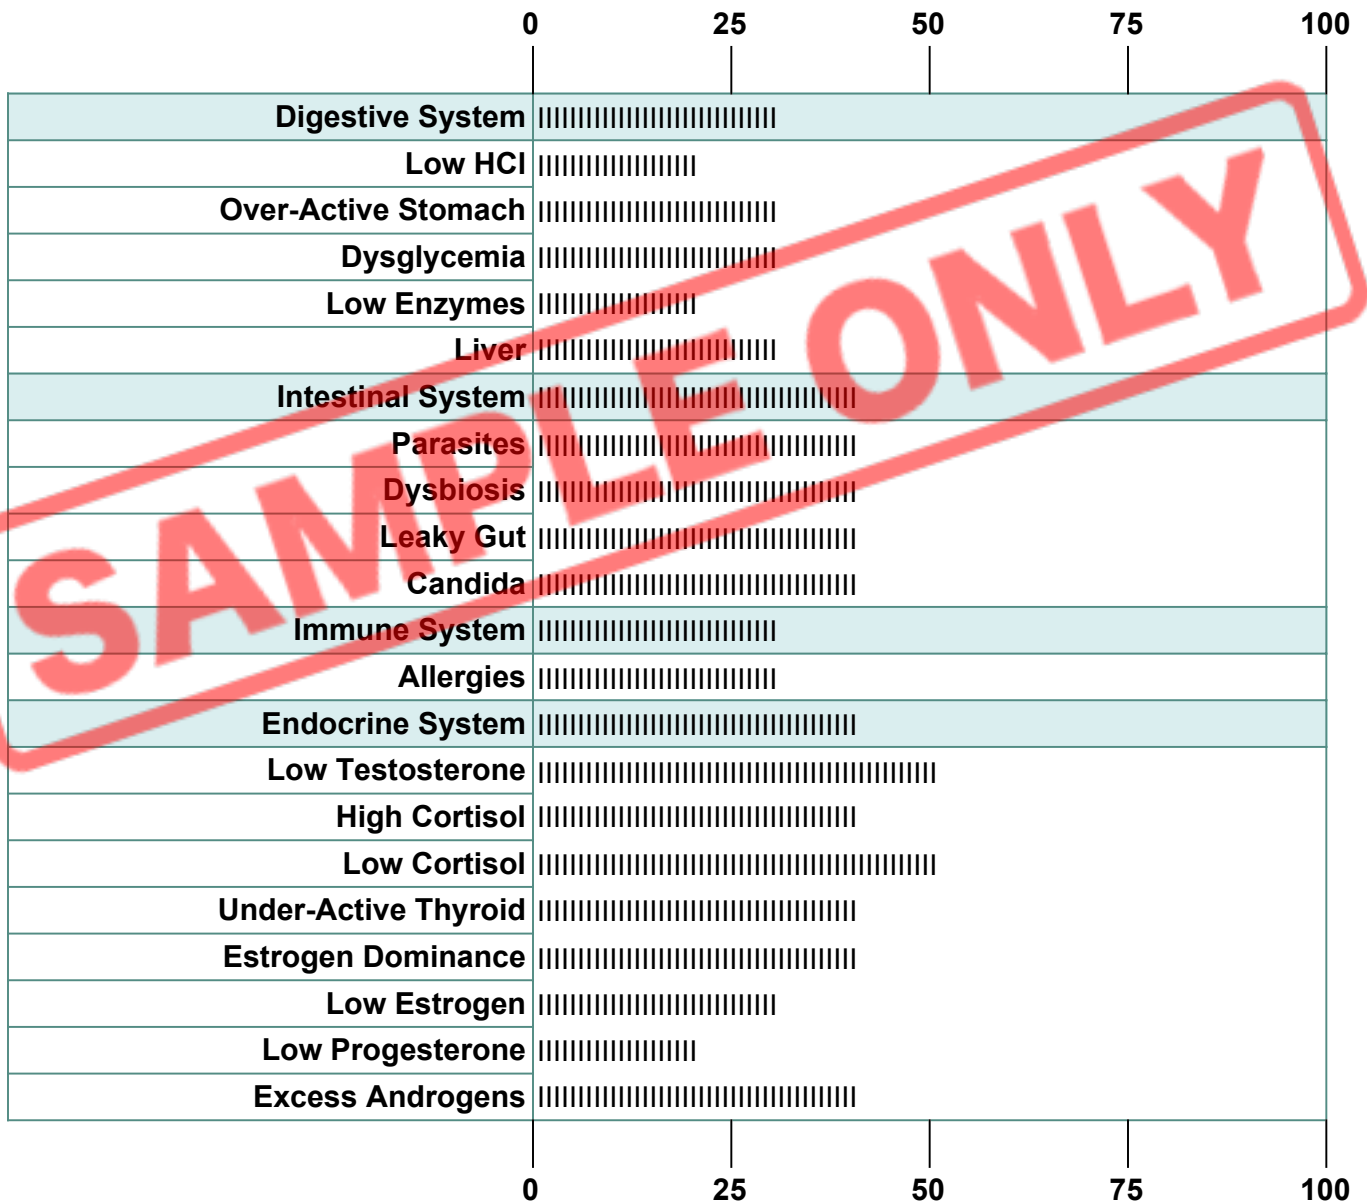 0 25 50 75 100
Digestive System
Low HCl
Over-Active Stomach
Dysglycemia
Low Enzymes
Liver
Intestinal System
Parasites
Dysbiosis
Leaky Gut
Candida
Immune System
Allergies
Endocrine System
Low Testosterone
High Cortisol
Low Cortisol
Under-Active Thyroid
Estrogen Dominance
Low Estrogen
Low Progesterone
Excess Androgens
0 25 50 75 100
SAMPLE ONLY